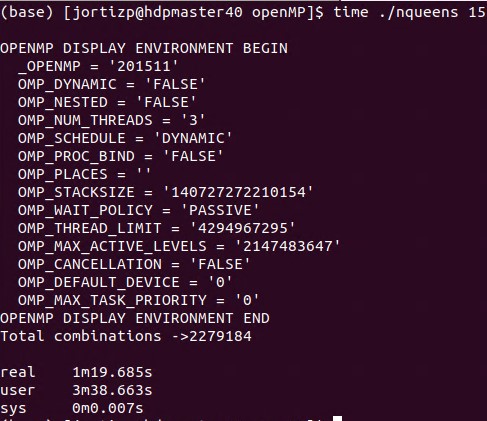 (base) [jortizp@hdpmaster40 openMP]$ time ./nqueens 15
OPENMP DISPLAY ENVIRONMENT BEGIN
_OPENMP = '201511'
OMP_DYNAMIC = 'FALSE'
OMP_NESTED = 'FALSE'
OMP_NUM_THREADS = '3'
OMP_SCHEDULE = 'DYNAMIC'
OMP_PROC_BIND = 'FALSE'
OMP_PLACES = ''
OMP_STACKSIZE = '140727272210154'
OMP_WAIT_POLICY = 'PASSIVE'
OMP_THREAD_LIMIT = '4294967295'
OMP_MAX_ACTIVE_LEVELS = '2147483647'
OMP_CANCELLATION = 'FALSE'
OMP_DEFAULT_DEVICE = '0'
OMP_MAX_TASK_PRIORITY = '0'
OPENMP DISPLAY ENVIRONMENT END
Total combinations ->2279184
real 1m19.685s
user 3m38.663s
sys 0m0.007s